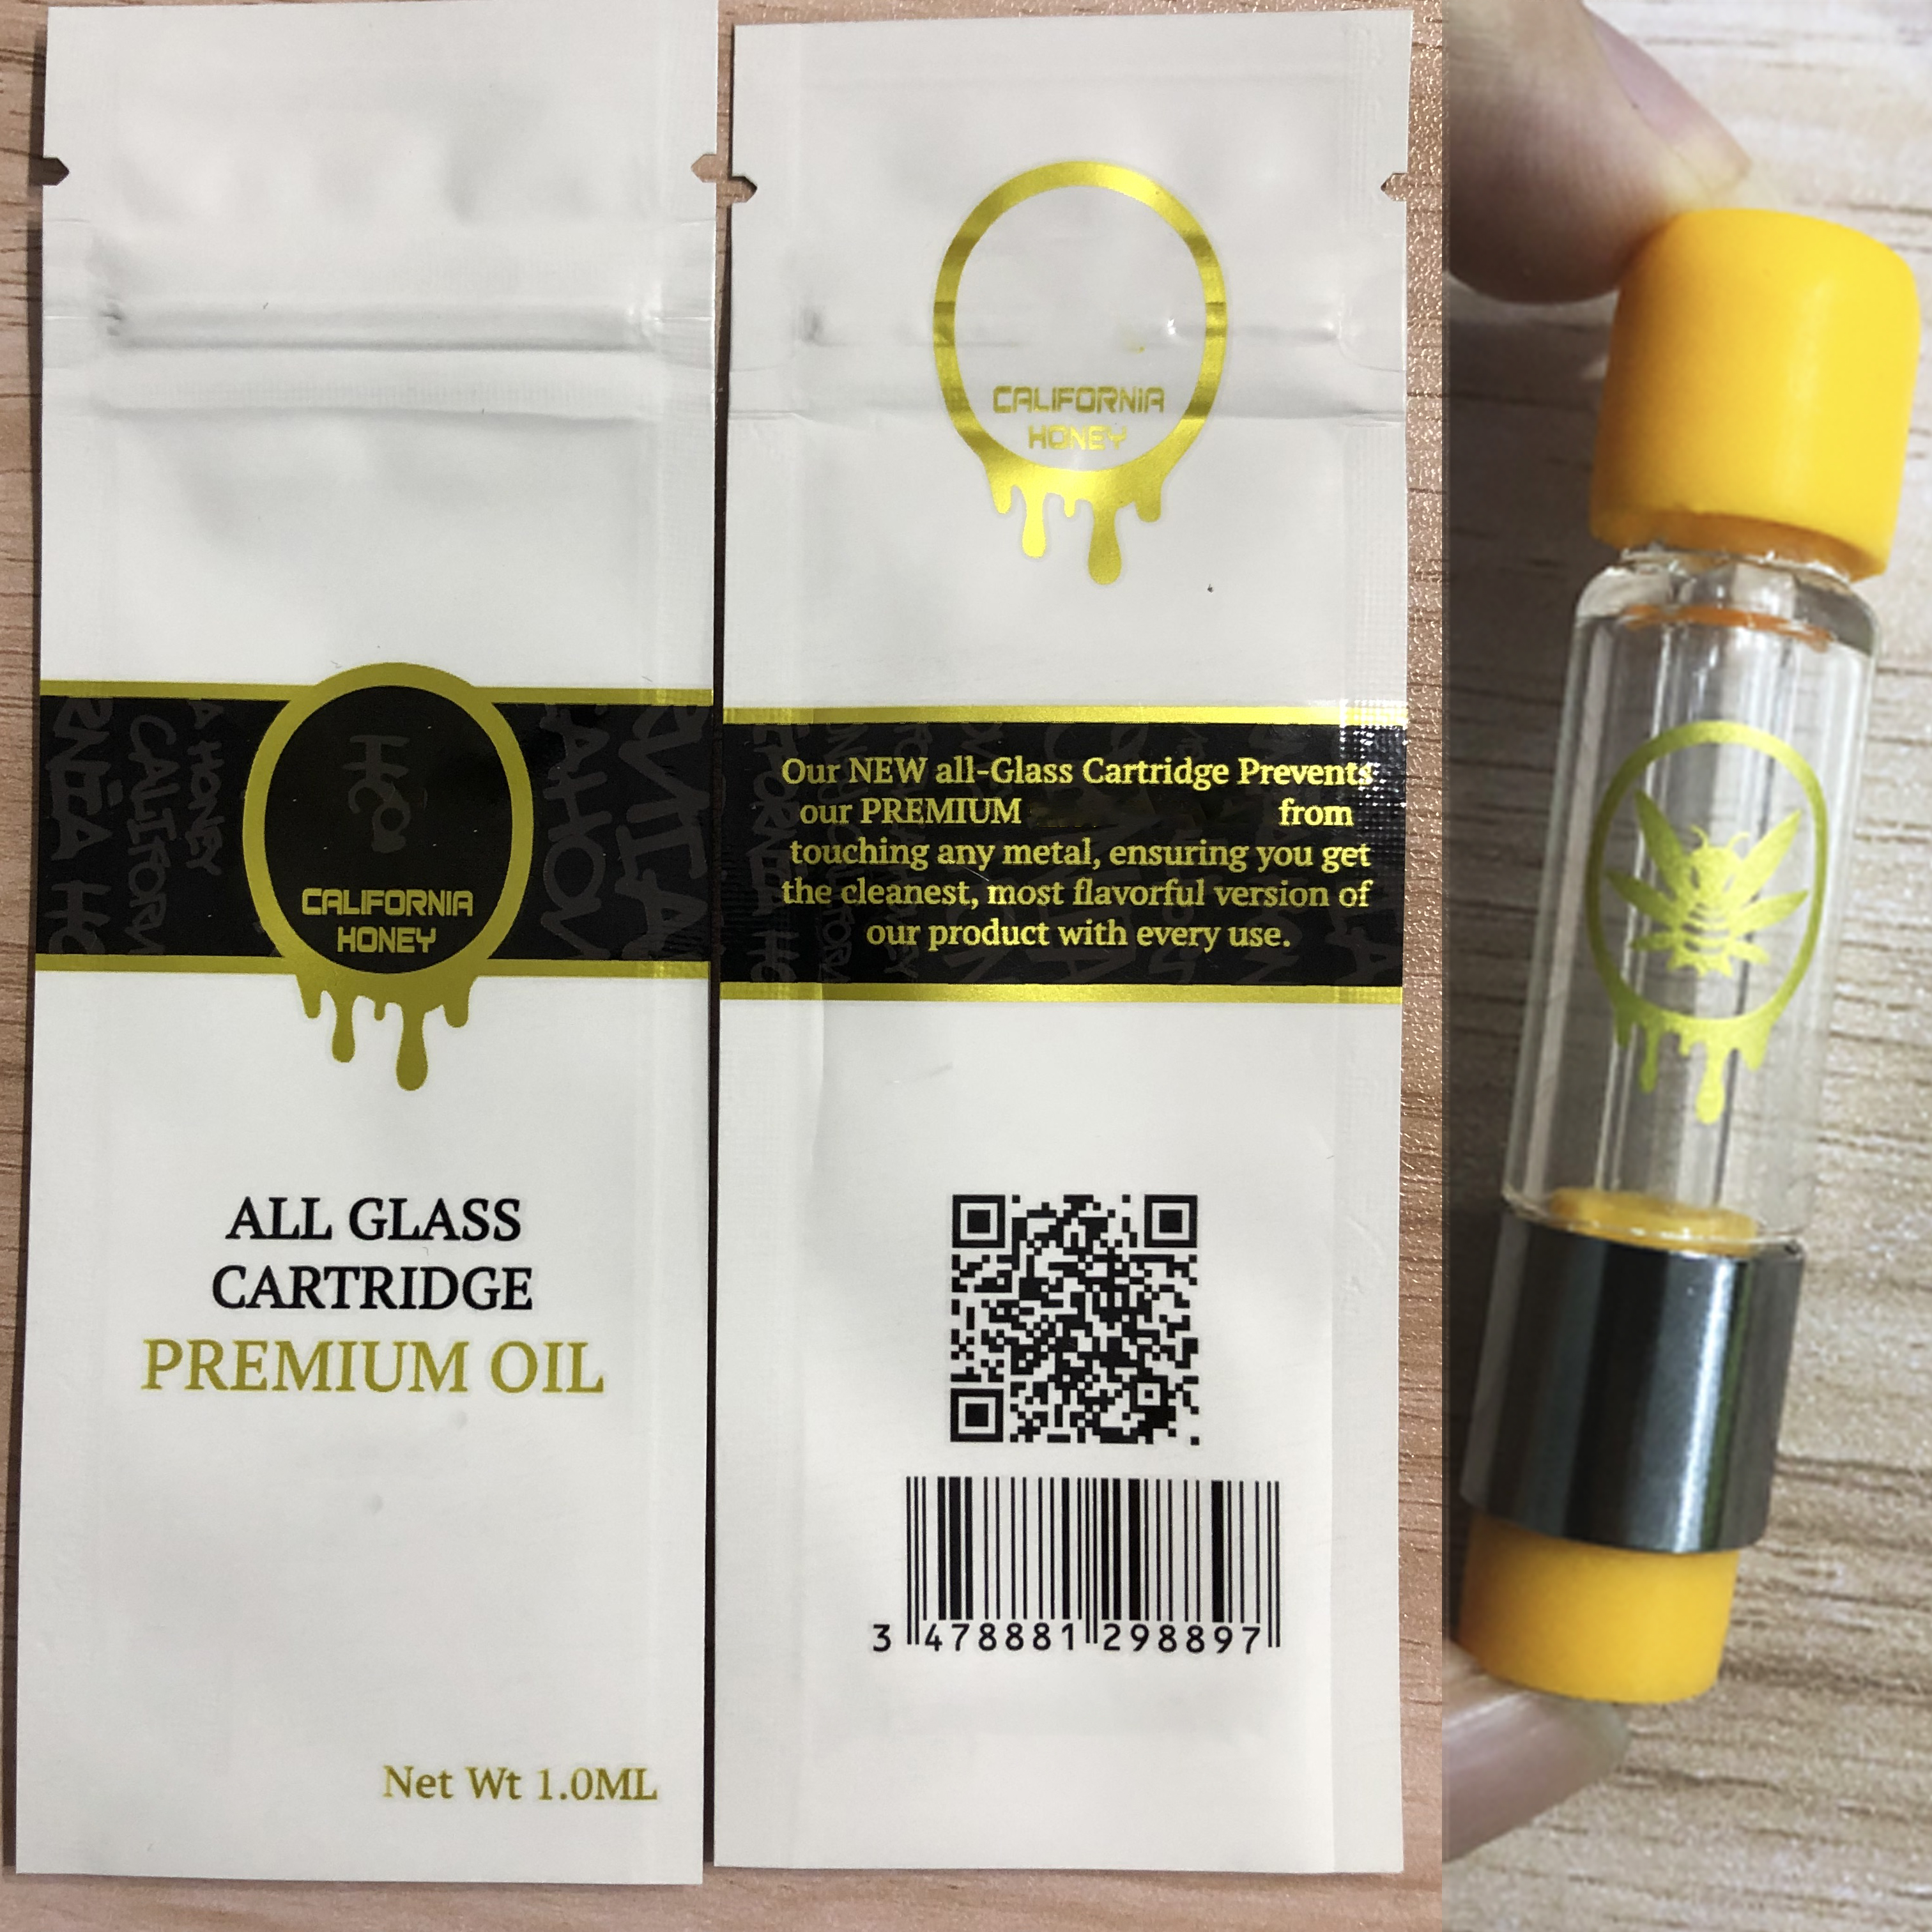 CALIFORNIA
HONEY
ALL GLASS
CARTRIDGE
PREMIUM OIL
Net Wt 1.0ML
CALIFORNIA
HONEY
Our NEW all-Glass Cartridge Prevents
our PREMIUM from
touching any metal, ensuring you get
the cleanest, most flavorful version of
our product with every use.
3 478881 298897